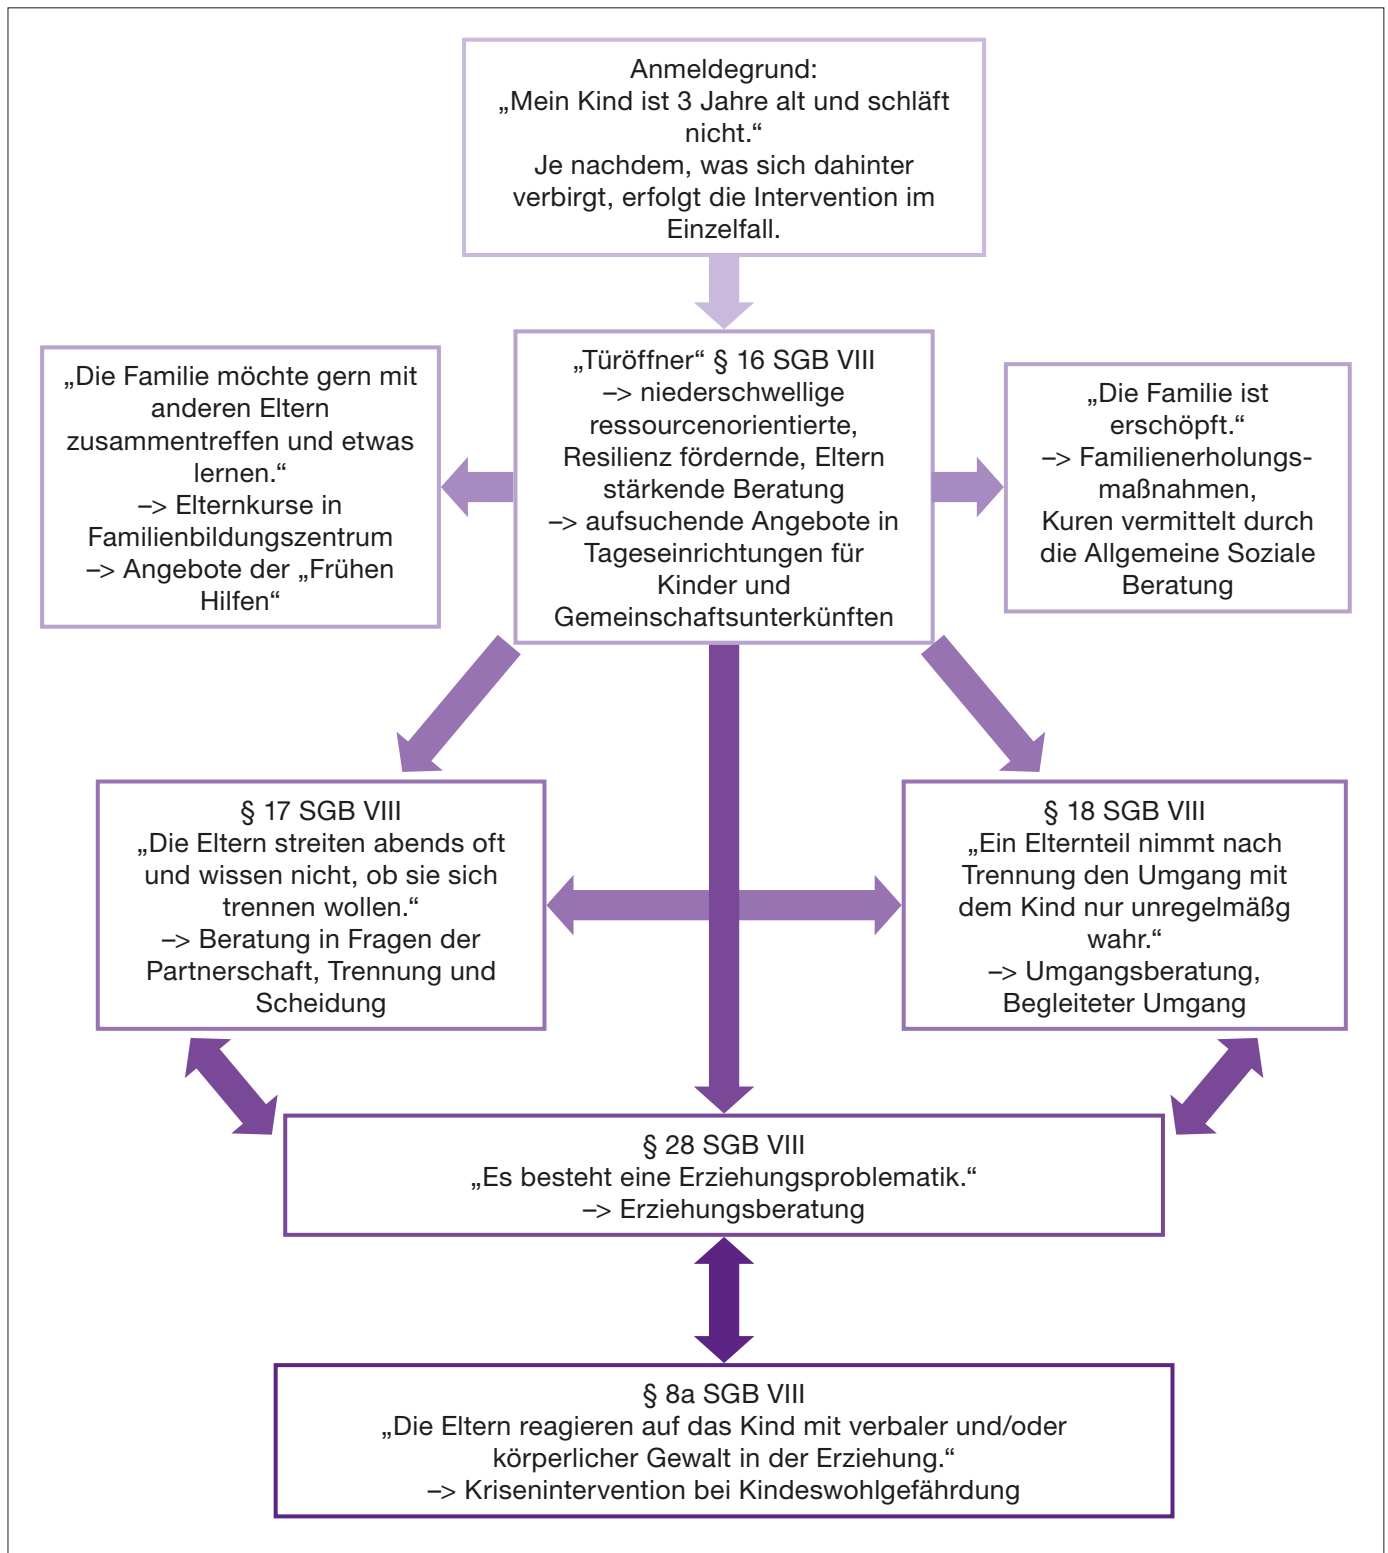 Anmeldegrund:
„Mein Kind ist 3 Jahre alt und schläft
nicht.“
Je nachdem, was sich dahinter
verbirgt, erfolgt die Intervention im
Einzelfall.
„Die Familie möchte gern mit
anderen Eltern
zusammentreffen und etwas
lernen.“
–> Elternkurse in
Familienbildungszentrum
–> Angebote der „Frühen
Hilfen“
„Türöffner“ § 16 SGB VIII
–> niederschwellige
ressourcenorientierte,
Resilienz fördernde, Eltern
stärkende Beratung
–> aufsuchende Angebote in
Tageseinrichtungen für
Kinder und
Gemeinschaftsunterkünften
„Die Familie ist
erschöpft.“
–> Familienerholungs-
maßnahmen,
Kuren vermittelt durch
die Allgemeine Soziale
Beratung
§ 17 SGB VIII
„Die Eltern streiten abends oft
und wissen nicht, ob sie sich
trennen wollen.“
–> Beratung in Fragen der
Partnerschaft, Trennung und
Scheidung
§ 18 SGB VIII
„Ein Elternteil nimmt nach
Trennung den Umgang mit
dem Kind nur unregelmäßg
wahr.“
–> Umgangsberatung,
Begleiteter Umgang
§ 28 SGB VIII
„Es besteht eine Erziehungsproblematik.“
–> Erziehungsberatung
§ 8a SGB VIII
„Die Eltern reagieren auf das Kind mit verbaler und/oder
körperlicher Gewalt in der Erziehung.“
–> Krisenintervention bei Kindeswohlgefährdung